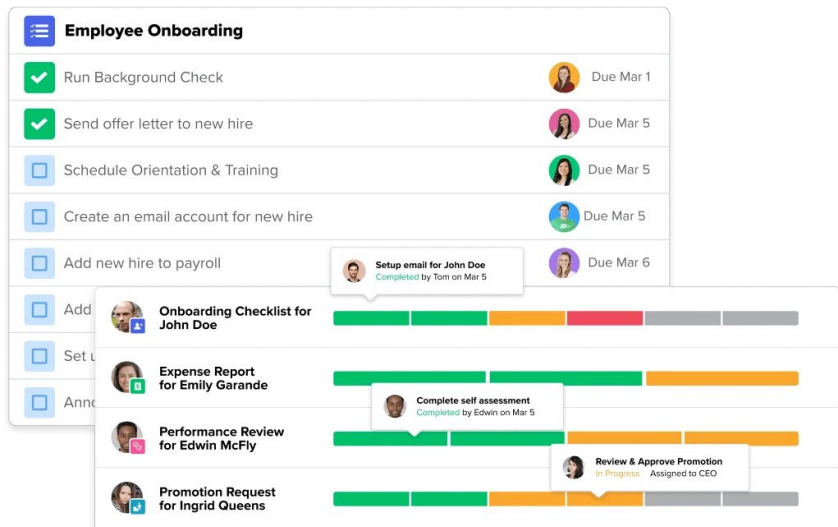 Employee Onboarding
Run Background Check
Due Mar 1
Send offer letter to new hire
Due Mar 5
Schedule Orientation & Training
Due Mar 5
Create an email account for new hire
Due Mar 5
Add new hire to payroll
Due Mar 6
Setup email for John Doe
Completed by Tom on Mar 5
Add
Onboarding Checklist for
John Doe
Set
Expense Report
for Emily Garande
Complete self assessment
Completed by Edwin on Mar 5
Performance Review
for Edwin McFly
Review & Approve Promotion
In Progress Assigned to CEO
Promotion Request
for Ingrid Queens